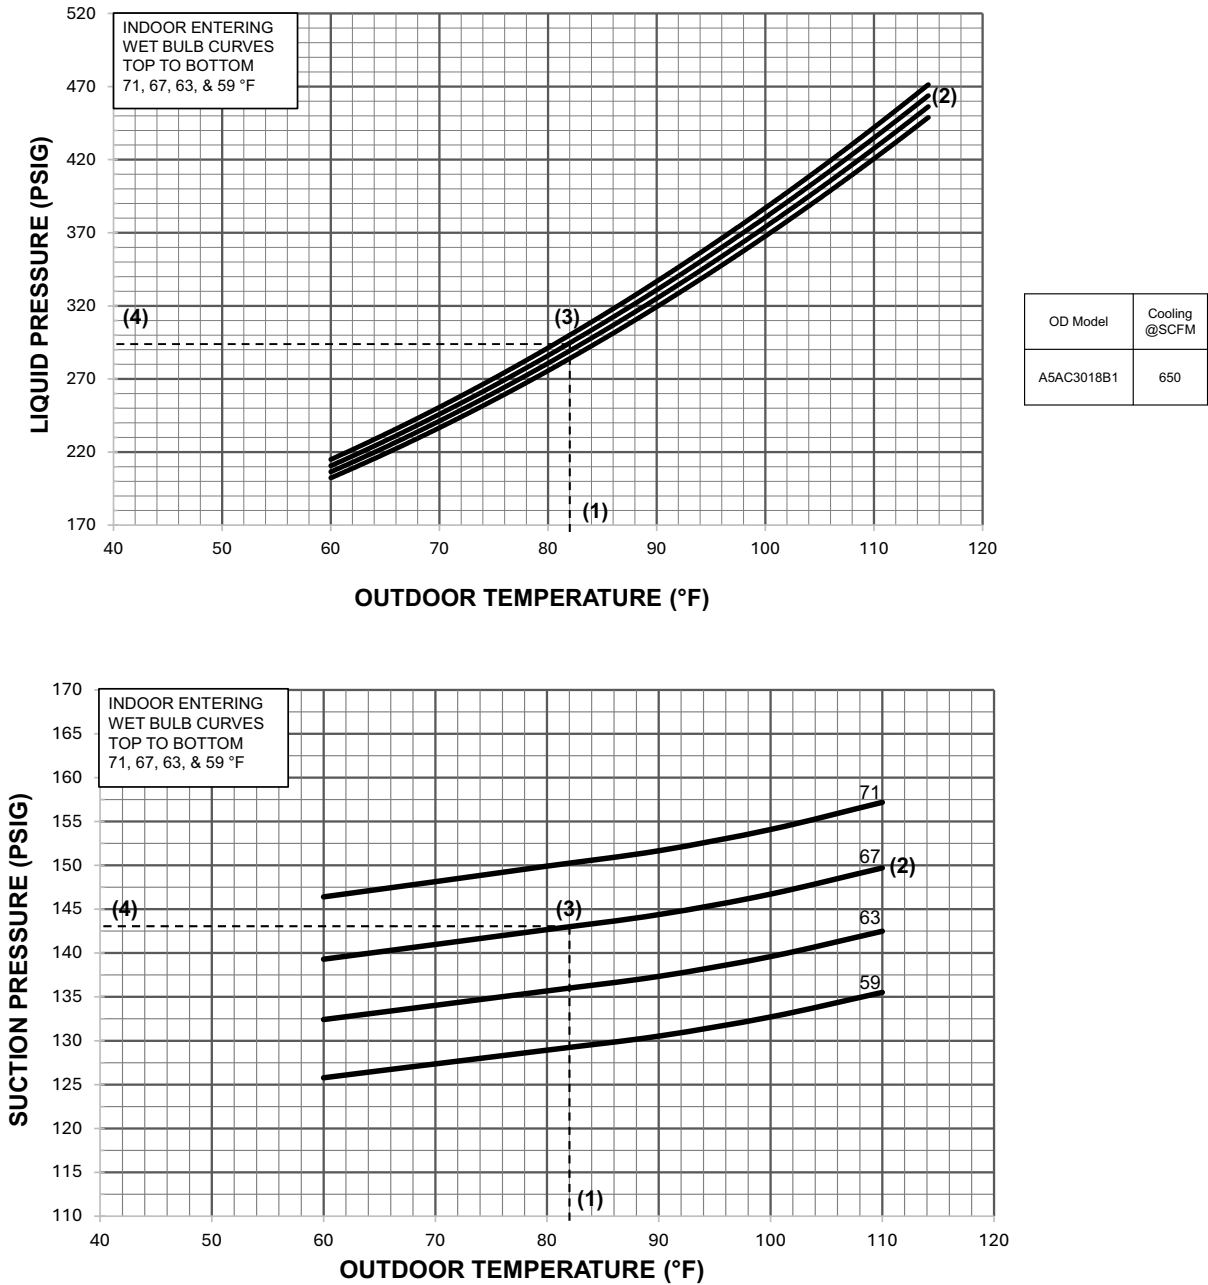 520
470
420
370
320
270
220
170
LIQUID PRESSURE (PSIG)
INDOOR ENTERING
WET BULB CURVES
TOP TO BOTTOM
71, 67, 63, & 59 °F
(2)
(4)
(3)
(1)
40 50 60 70 80 90 100 110 120
OUTDOOR TEMPERATURE (°F)
OD Model
Cooling
@SCFM
A5AC3018B1
650
170
165
160
155
150
145
140
135
130
125
120
115
110
SUCTION PRESSURE (PSIG)
INDOOR ENTERING
WET BULB CURVES
TOP TO BOTTOM
71, 67, 63, & 59 °F
71
67
(2)
63
59
(4)
(3)
(1)
40 50 60 70 80 90 100 110 120
OUTDOOR TEMPERATURE (°F)